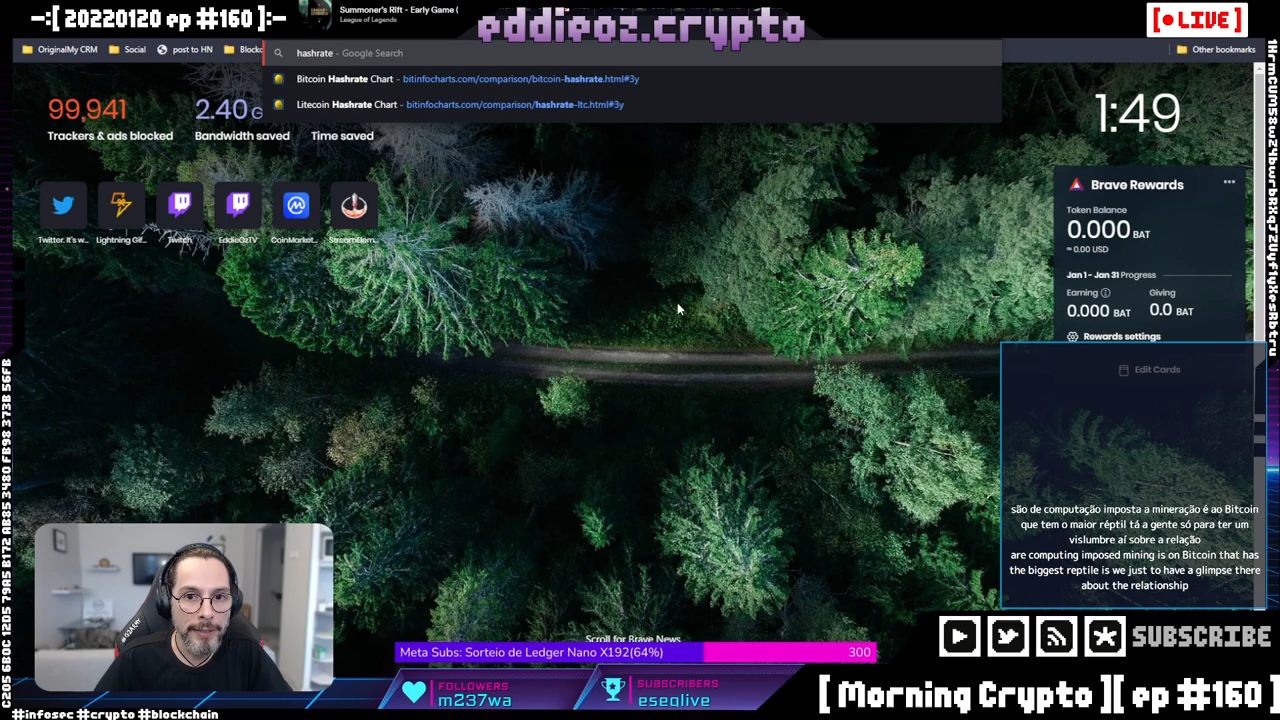 -:[ 20220120 ep #160 ]:-
Summoner's Rift - Early Game (
League of Legends
eddieoz.crypto
[● LIVE]
OriginalMy CRM
Social
post to HN
hashrate - Google Search
Other bookmarks
Bitcoin Hashrate Chart - bitinfocharts.com/comparison/bitcoin-hashrate.html#3y
Litecoin Hashrate Chart - bitinfocharts.com/comparison/hashrate-ltc.html#3y
99,941
Trackers & ads blocked
2.40
Bandwidth saved
Time saved
1:49
Twitter. It's w...
Lightning Gif...
Twitch
EddieOzTV
CoinMarket...
StreamElem...
Brave Rewards
Token Balance
0.000 BAT
≈ 0.00 USD
Jan 1 - Jan 31 Progress
Earning
Giving
0.000 BAT
0.0 BAT
Rewards settings
Edit Cards
são de computação imposta a mineração é ao Bitcoin
que tem o maior réptil tá a gente só para ter um
vislumbre aí sobre a relação
are computing imposed mining is on Bitcoin that has
the biggest reptile is we just to have a glimpse there
about the relationship
Scroll for Brave News
Meta Subs: Sorteio de Ledger Nano X192(64%)
300
FOLLOWERS
m237wa
SUBSCRIBERS
eseqlive
SUBSCRIBE
[ Morning Crypto ][ ep #160 ]
#infosec #crypto #blockchain